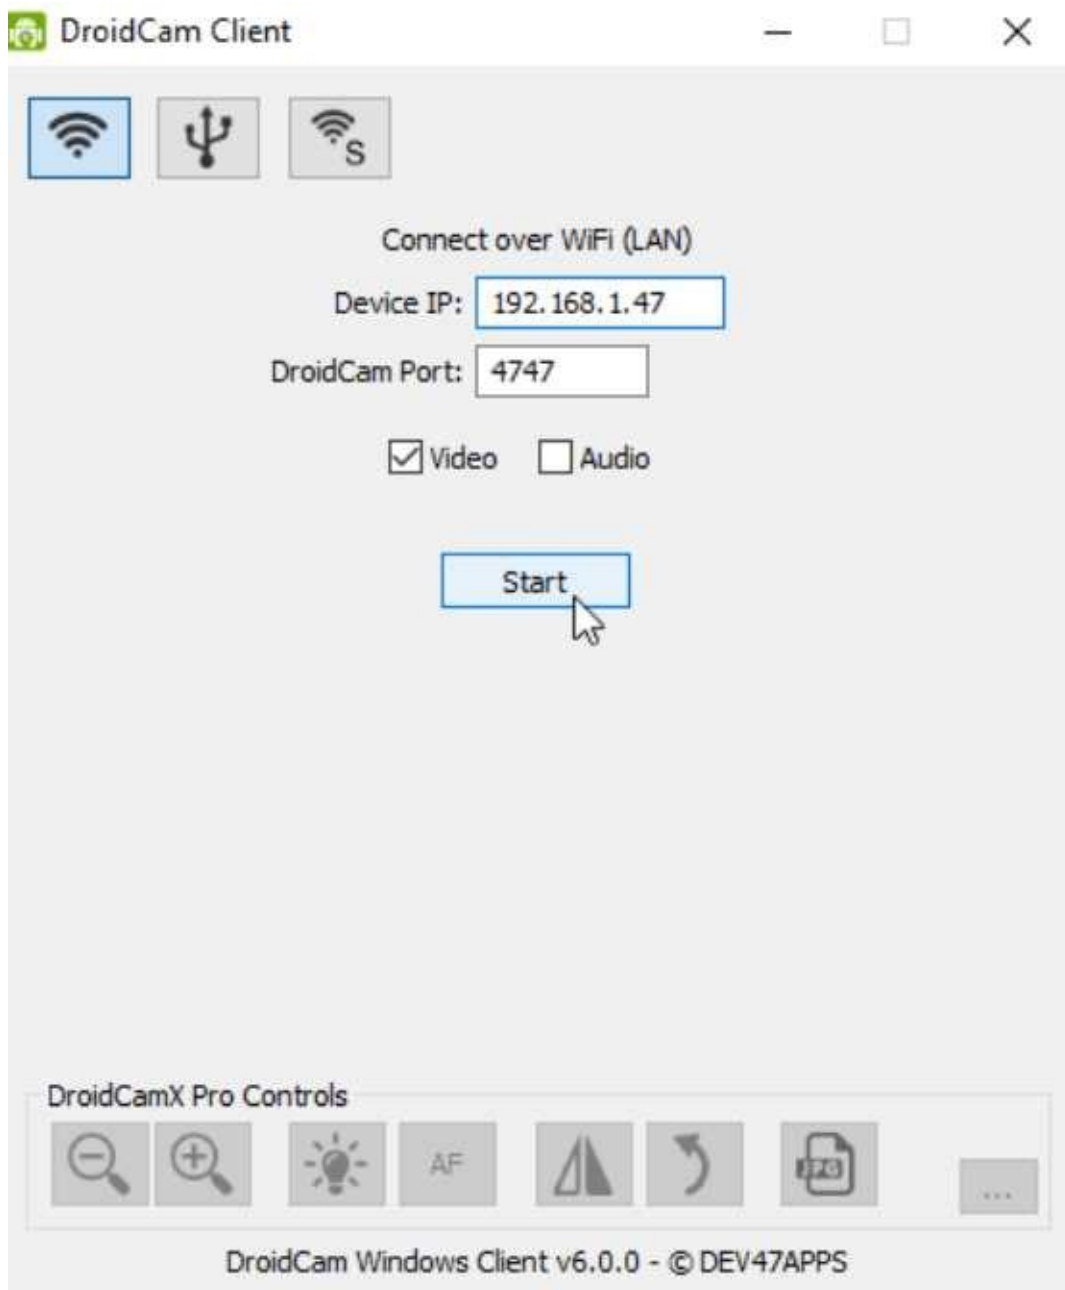 DroidCam Client
S
Connect over WiFi (LAN)
Device IP: 192.168.1.47
DroidCam Port: 4747
Video Audio
Start
DroidCamX Pro Controls
AF JPG ...
DroidCam Windows Client v6.0.0 - © DEV47APPS